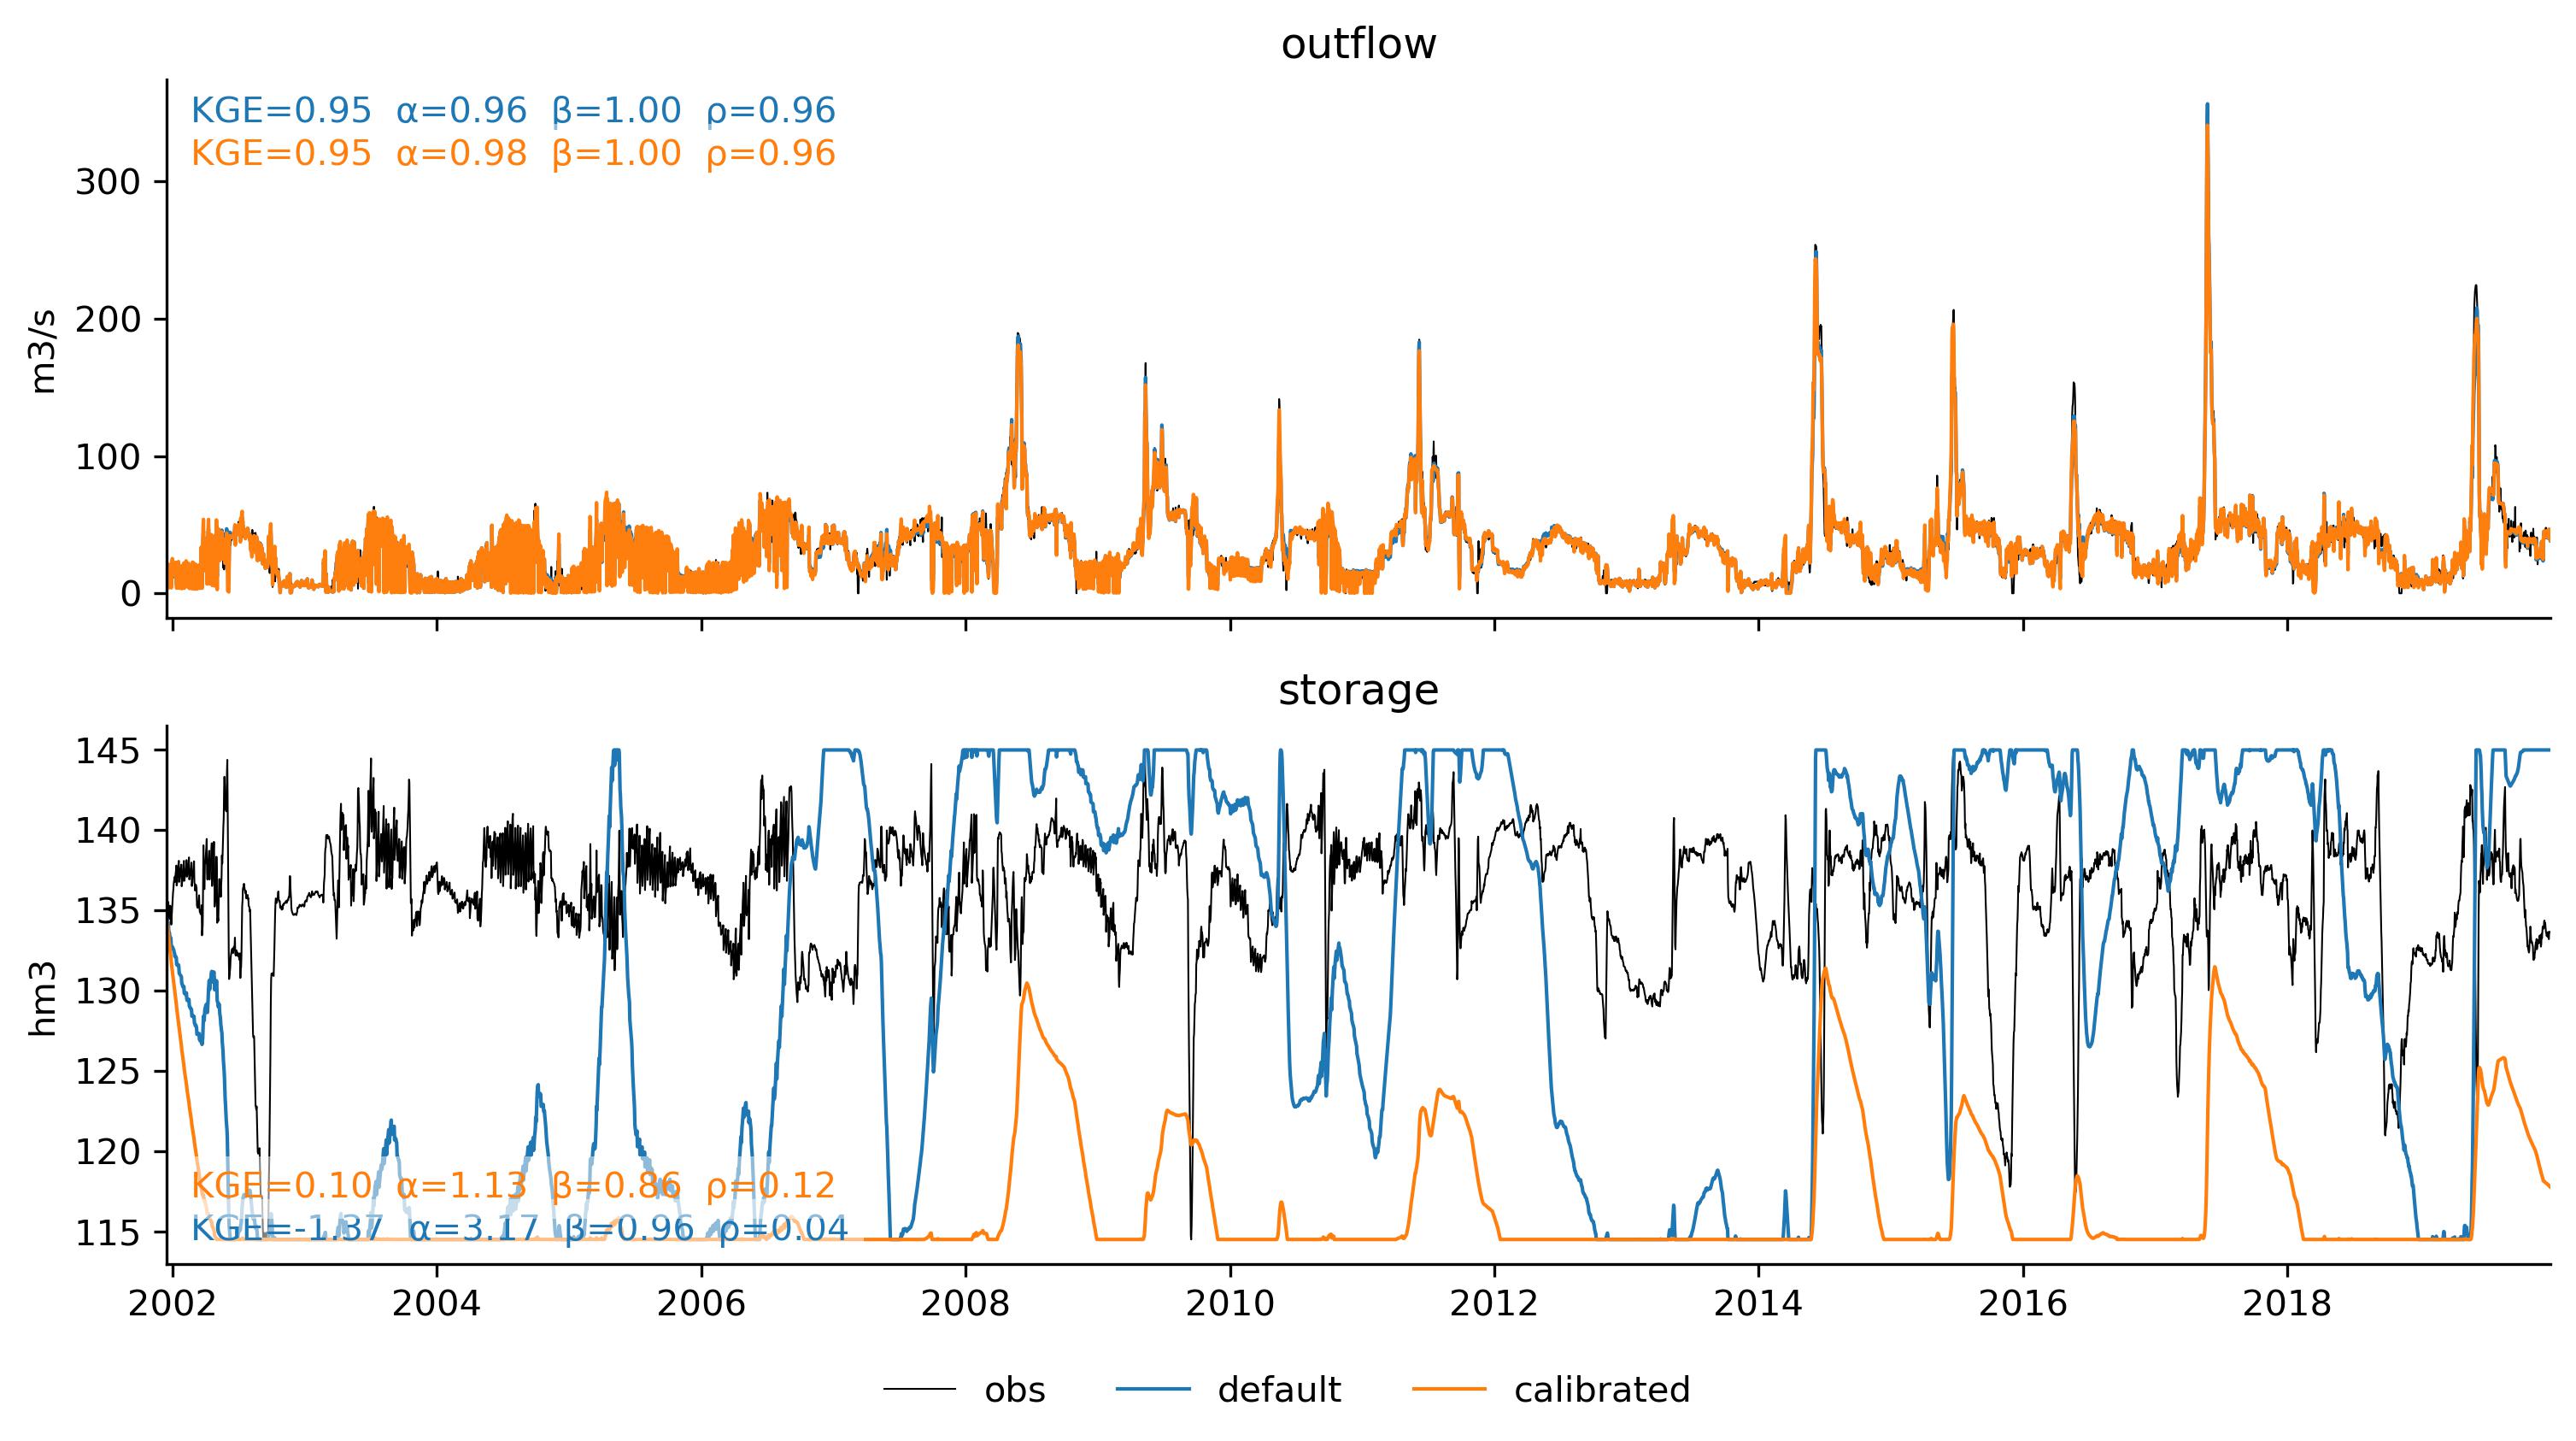 outflow
KGE=0.95 α=0.96 β=1.00 ρ=0.96
KGE=0.95 α=0.98 β=1.00 ρ=0.96
m3/s
300
200
100
0
storage
hm3
145
140
135
130
125
120
115
KGE=0.10 α=1.13 β=0.86 ρ=0.12
KGE=-1.37 α=3.17 β=0.96 ρ=0.04
2002 2004 2006 2008 2010 2012 2014 2016 2018
obs default calibrated